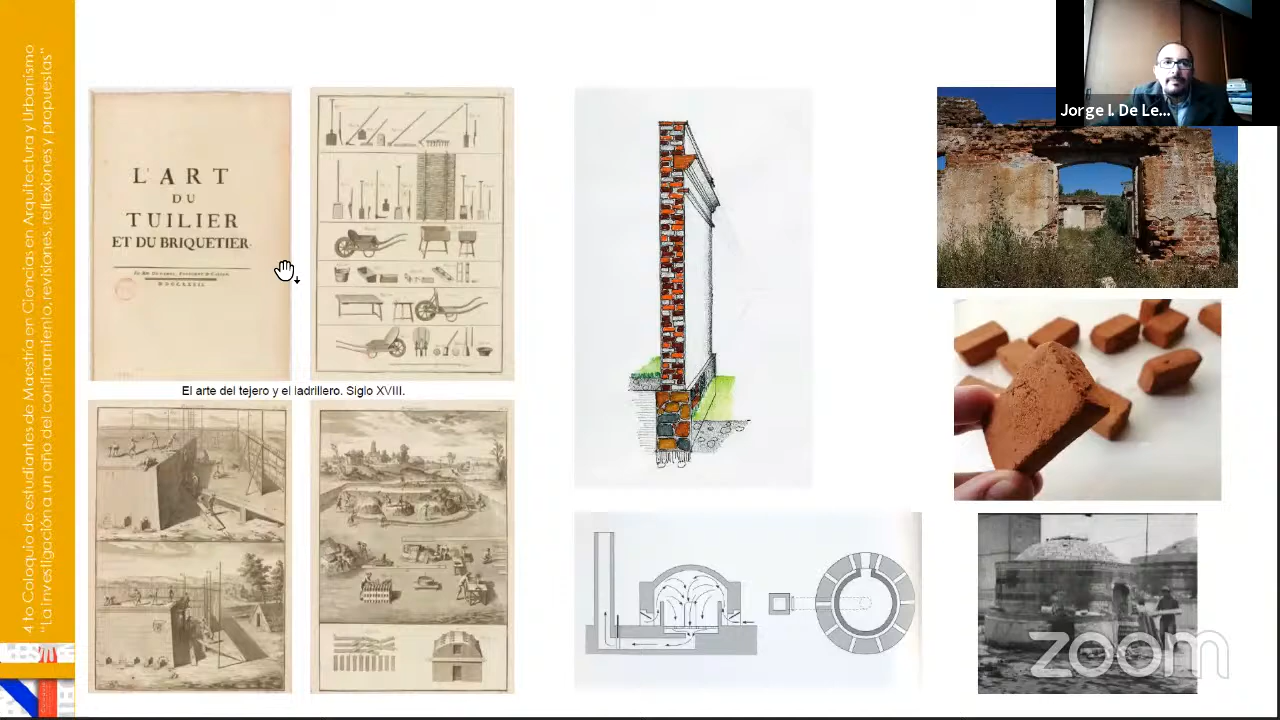 4to Coloquio de estudiantes de Maestría en Ciencias en Arquitectura y Urbanismo
"La investigación a un año del confinamiento, revisiones, reflexiones y propuestas"
L'ART
DU
TUILIER
ET DU BRIQUETIER.
El arte del tejero y el ladrillero. Siglo XVIII.
Jorge I. De Le...
zoom